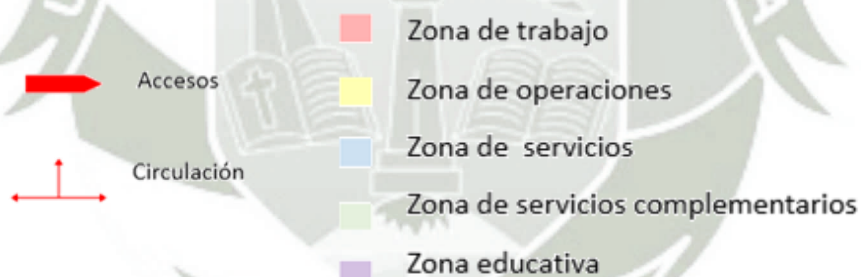 Zona de trabajo
Accesos
Zona de operaciones
Zona de  servicios
Circulación
Zona de servicios complementarios
Zona educativa